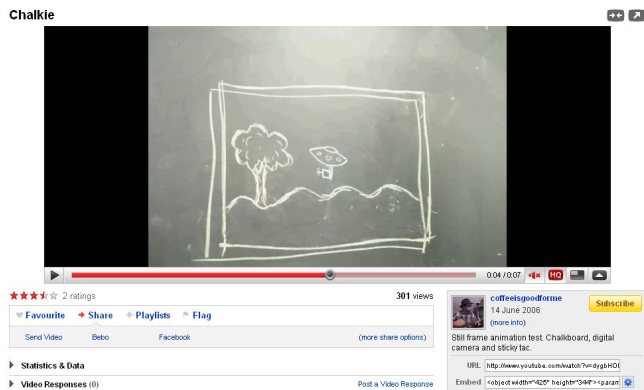 Chalkie
0:04 / 0:07
HQ
2 ratings
301 views
Favourite
Share
Playlists
Flag
Send Video
Bebo
Facebook
(more share options)
Statistics & Data
Video Responses (0)
Post a Video Response
coffeeisgoodforme
14 June 2006
(more info)
Subscribe
Still frame animation test. Chalkboard, digital
camera and sticky tac.
URL
http://www.youtube.com/watch?v=dygbHO
Embed
<object width="425" height="344"><param